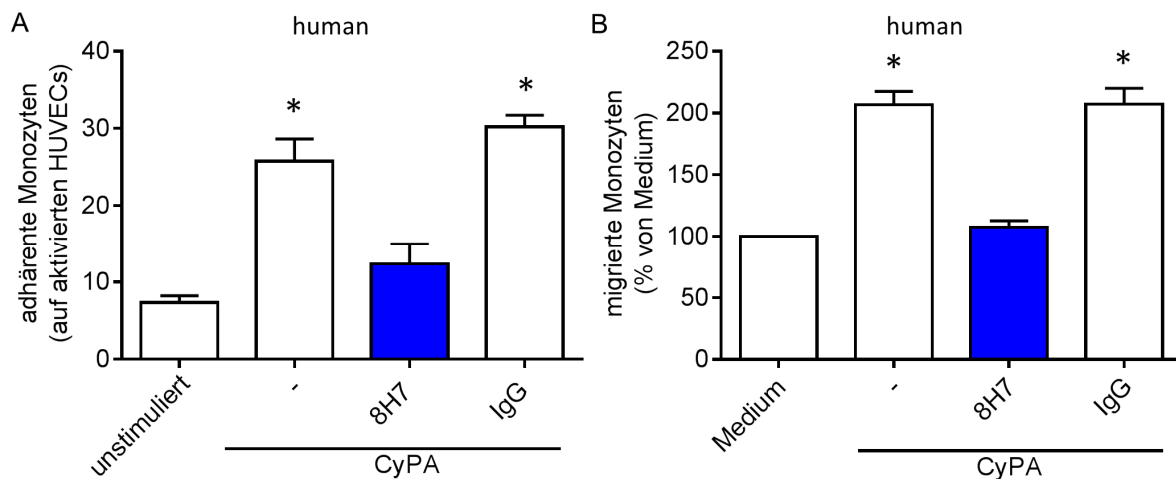 A
human
adhärente Monozyten
(auf aktivierten HUVECs)
40
30
20
10
0
*
*
unstimuliert
-
8H7
IgG
CyPA
B
human
migrierte Monozyten
(% von Medium)
250
200
150
100
50
0
*
*
Medium
-
8H7
IgG
CyPA